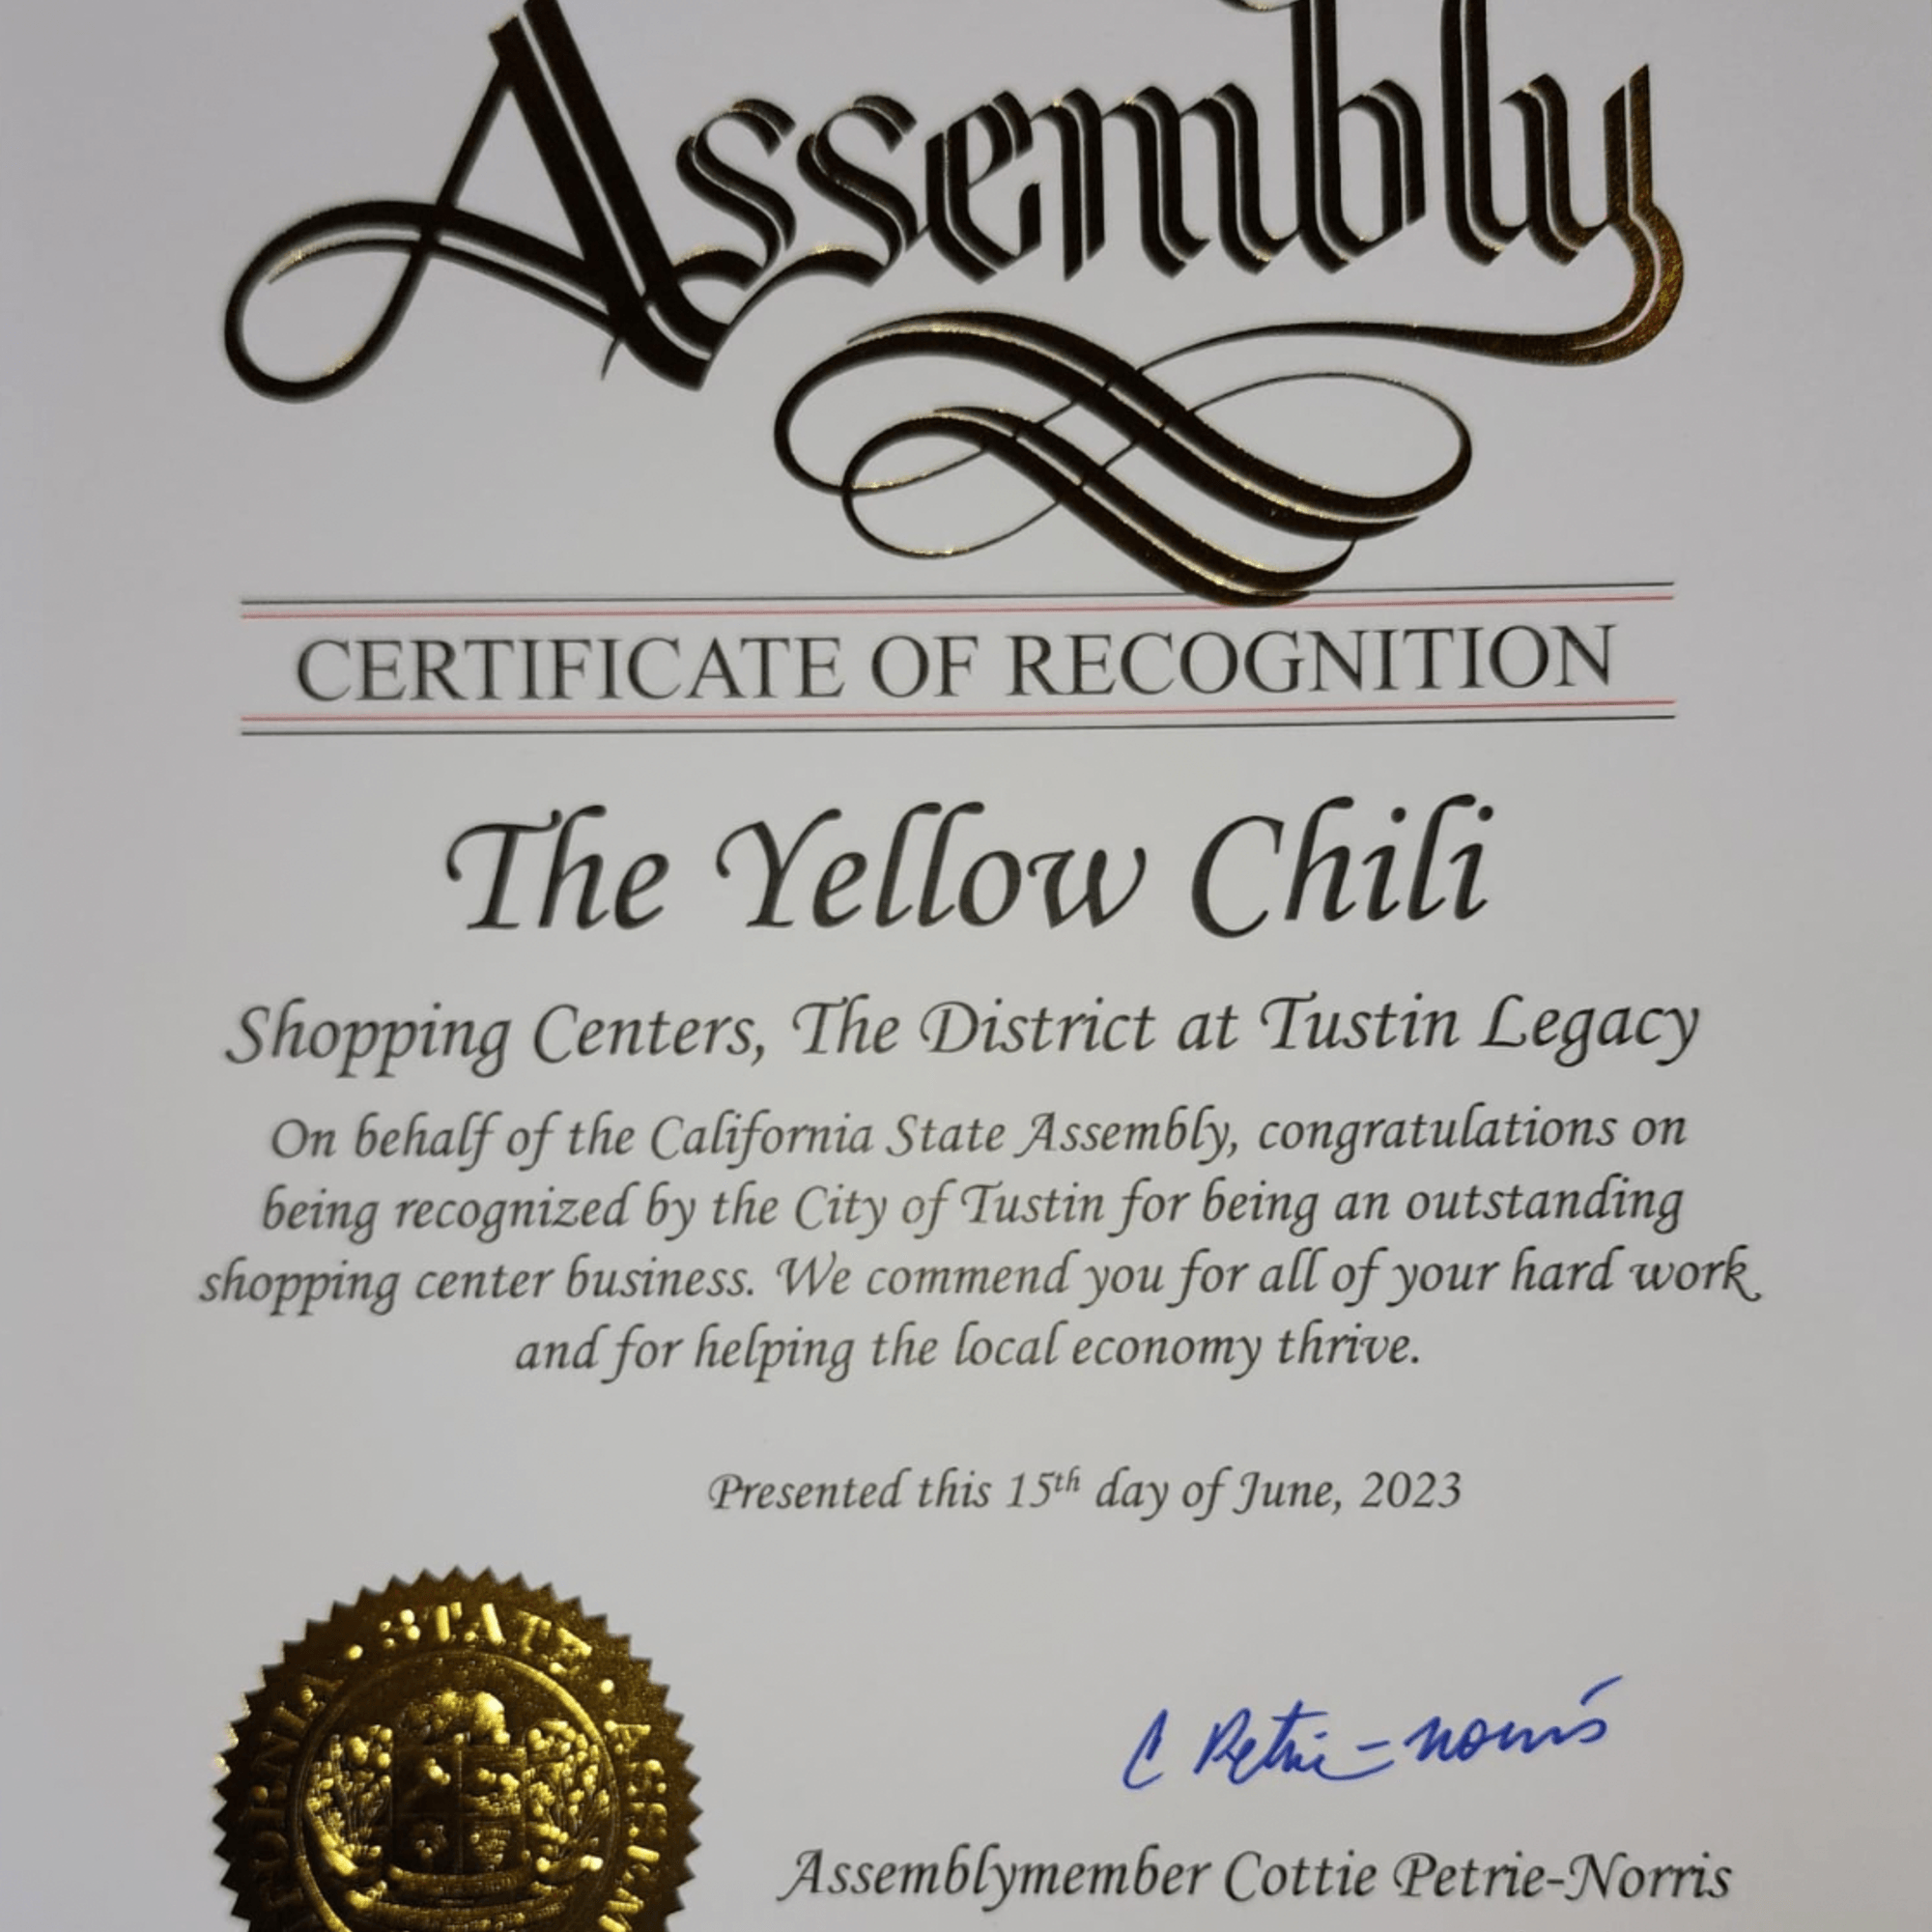 Assembly
CERTIFICATE OF RECOGNITION
The Yellow Chili
Shopping Centers, The District at Tustin Legacy
On behalf of the California State Assembly, congratulations on
being recognized by the City of Tustin for being an outstanding
shopping center business. We commend you for all of your hard work
and for helping the local economy thrive.
Presented this 15th day of June, 2023
STATE
C Petrie-Norris
Assemblymember Cottie Petrie-Norris